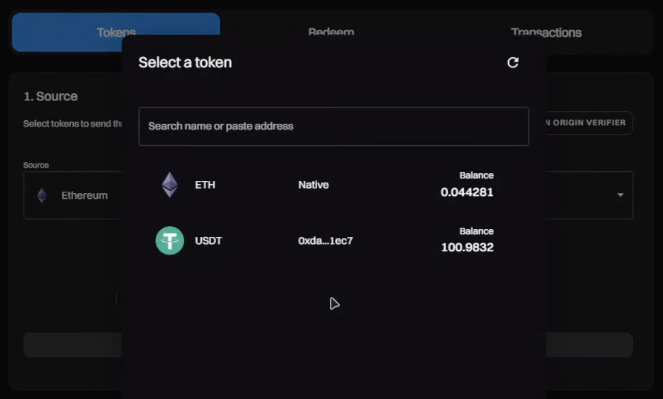 Tokens
Redeem
Transactions
Select a token
1. Source
Search name or paste address
Select tokens to send
N ORIGIN VERIFIER
Source
Ethereum
ETH
Native
Balance
0.044281
USDT
0xda...1ec7
Balance
100.9832